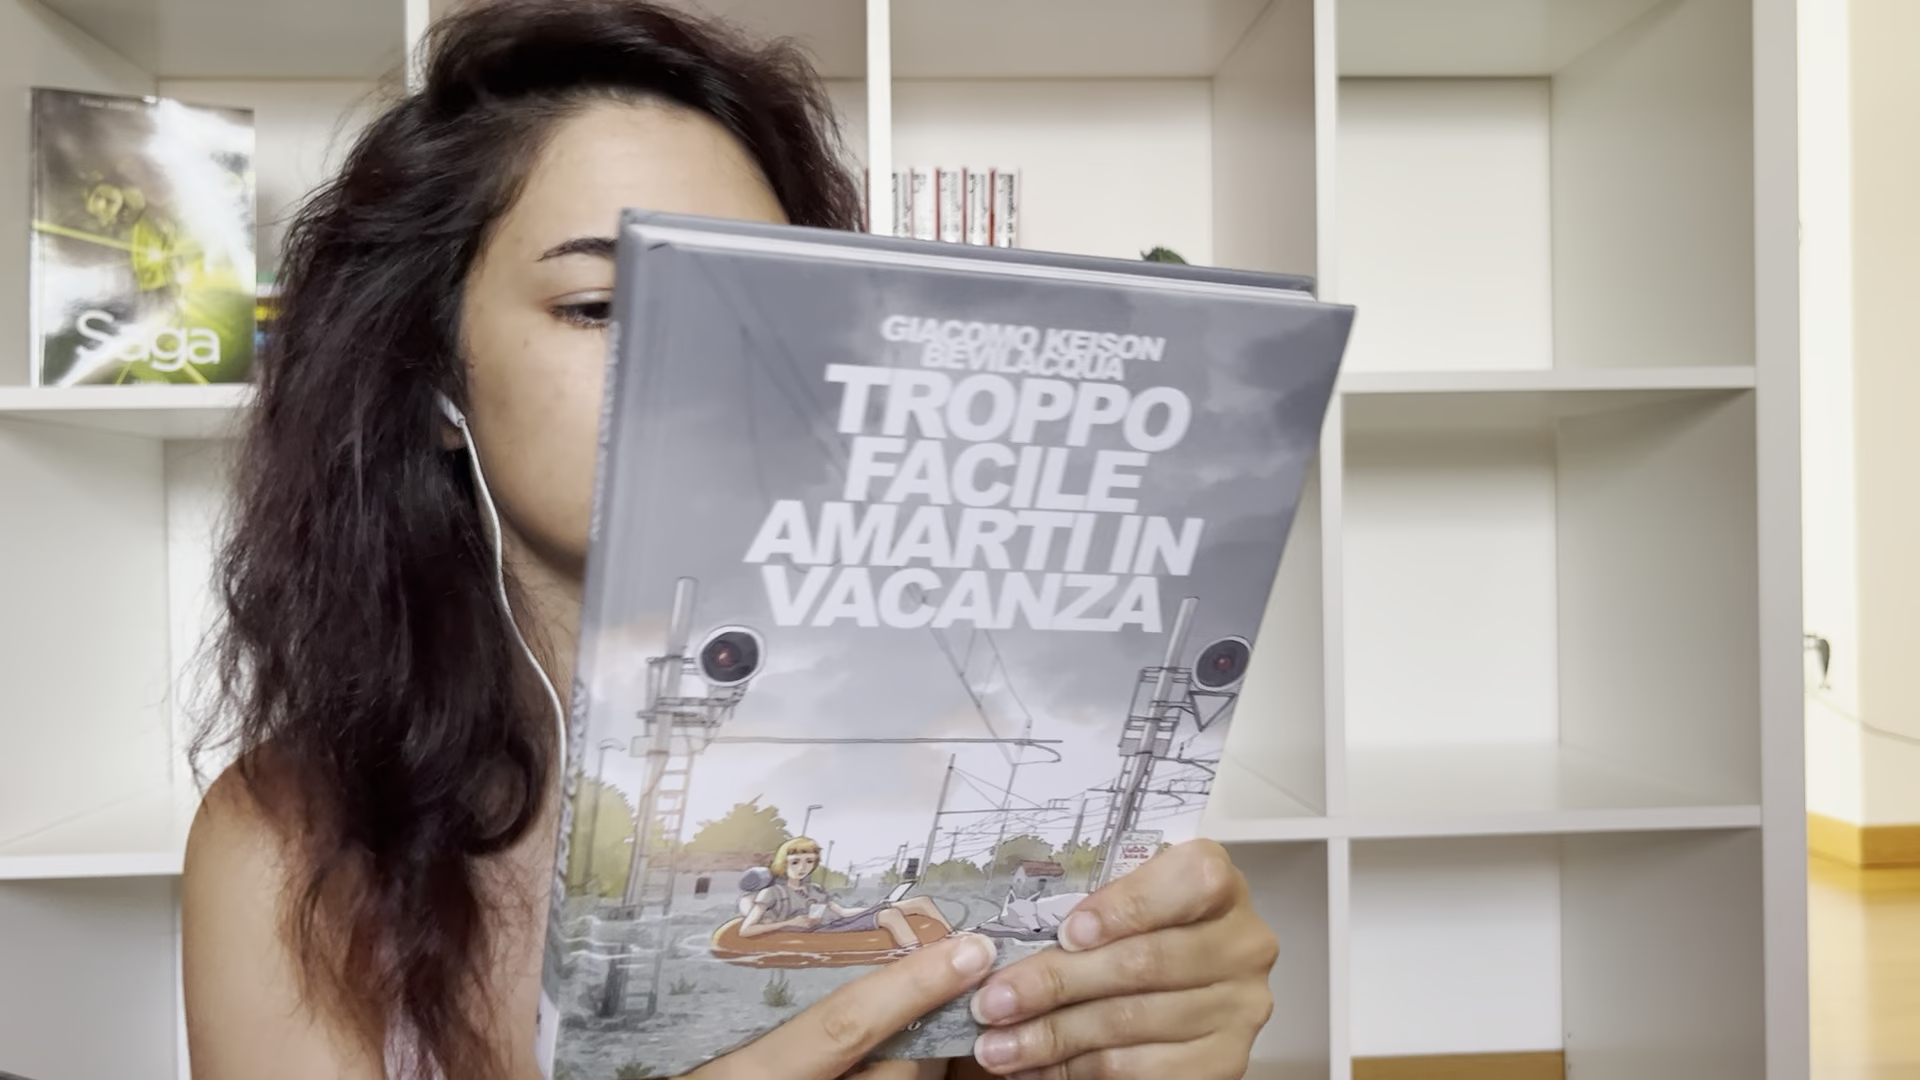 Saga
GIACOMO KEISON
BEVILACQUA
TROPPO
FACILE
AMARTI IN
VACANZA